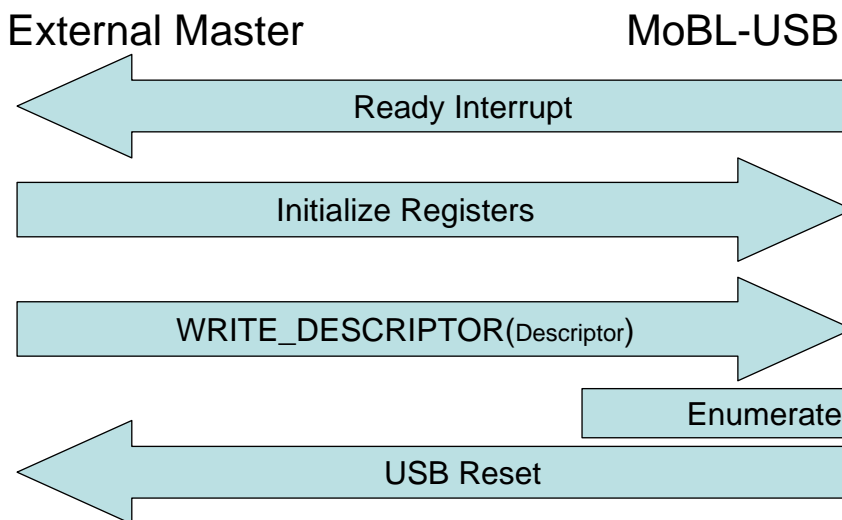 External Master MoBL-USB
Ready Interrupt
Initialize Registers
WRITE_DESCRIPTOR(Descriptor)
Enumerate
USB Reset